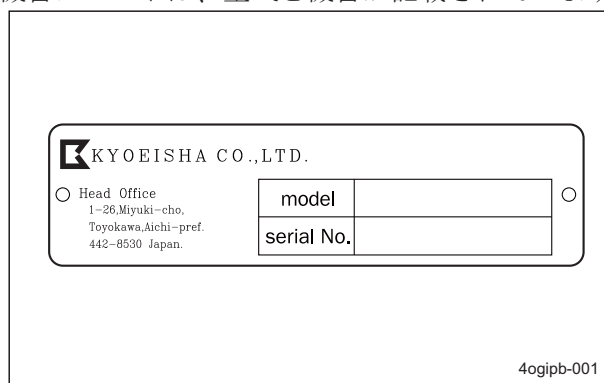 KYOEISHA CO.,LTD.
Head Office
1-26,Miyuki-cho,
Toyokawa,Aichi-pref.
442-8530 Japan.
model
serial No.
4ogipb-001